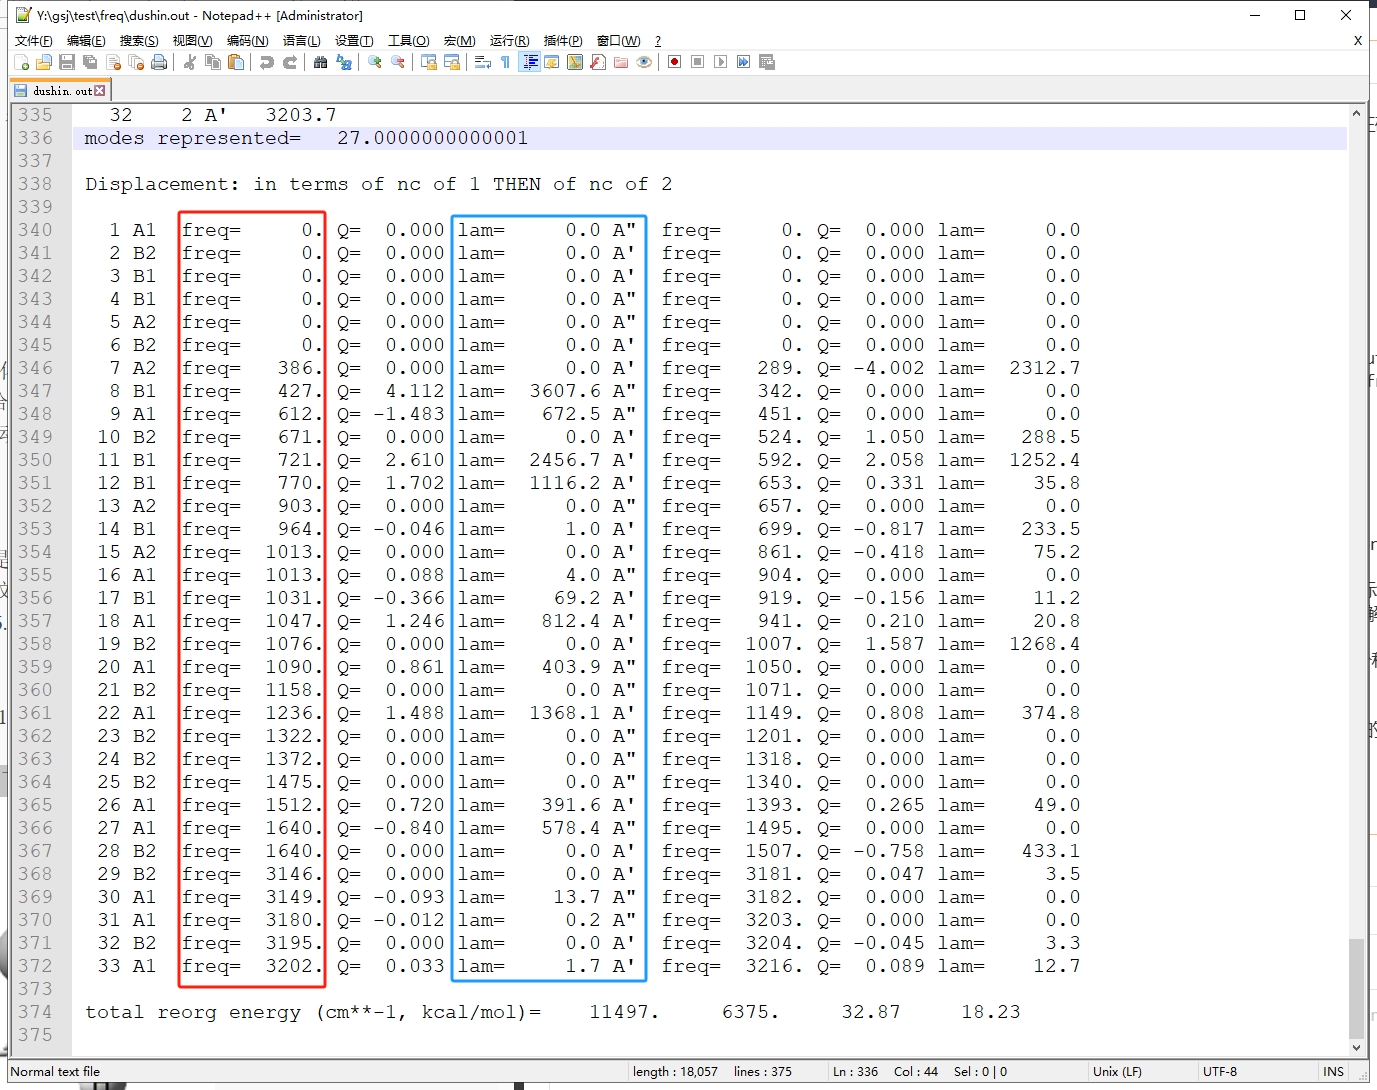 Y:\gsj\test\freq\dushin.out - Notepad++ [Administrator]
文件(F) 编辑(E) 搜索(S) 视图(V) 编码(N) 语言(L) 设置(T) 工具(O) 宏(M) 运行(R) 插件(P) 窗口(W) ? X
dushin.out
335 32 2 A' 3203.7
336 modes represented= 27.0000000000001
337
338 Displacement: in terms of nc of 1 THEN of nc of 2
339
340 1 A1 freq= 0. Q= 0.000 lam= 0.0 A" freq= 0. Q= 0.000 lam= 0.0
341 2 B2 freq= 0. Q= 0.000 lam= 0.0 A' freq= 0. Q= 0.000 lam= 0.0
342 3 B1 freq= 0. Q= 0.000 lam= 0.0 A' freq= 0. Q= 0.000 lam= 0.0
343 4 B1 freq= 0. Q= 0.000 lam= 0.0 A" freq= 0. Q= 0.000 lam= 0.0
344 5 A2 freq= 0. Q= 0.000 lam= 0.0 A" freq= 0. Q= 0.000 lam= 0.0
345 6 B2 freq= 0. Q= 0.000 lam= 0.0 A' freq= 0. Q= 0.000 lam= 0.0
346 7 A2 freq= 386. Q= 0.000 lam= 0.0 A' freq= 289. Q= -4.002 lam= 2312.7
347 8 B1 freq= 427. Q= 4.112 lam= 3607.6 A" freq= 342. Q= 0.000 lam= 0.0
348 9 A1 freq= 612. Q= -1.483 lam= 672.5 A" freq= 451. Q= 0.000 lam= 0.0
349 10 B2 freq= 671. Q= 0.000 lam= 0.0 A' freq= 524. Q= 1.050 lam= 288.5
350 11 B1 freq= 721. Q= 2.610 lam= 2456.7 A' freq= 592. Q= 2.058 lam= 1252.4
351 12 B1 freq= 770. Q= 1.702 lam= 1116.2 A' freq= 653. Q= 0.331 lam= 35.8
352 13 A2 freq= 903. Q= 0.000 lam= 0.0 A" freq= 657. Q= 0.000 lam= 0.0
353 14 B1 freq= 964. Q= -0.046 lam= 1.0 A' freq= 699. Q= -0.817 lam= 233.5
354 15 A2 freq= 1013. Q= 0.000 lam= 0.0 A' freq= 861. Q= -0.418 lam= 75.2
355 16 A1 freq= 1013. Q= 0.088 lam= 4.0 A" freq= 904. Q= 0.000 lam= 0.0
356 17 B1 freq= 1031. Q= -0.366 lam= 69.2 A' freq= 919. Q= -0.156 lam= 11.2
357 18 A1 freq= 1047. Q= 1.246 lam= 812.4 A' freq= 941. Q= 0.210 lam= 20.8
358 19 B2 freq= 1076. Q= 0.000 lam= 0.0 A' freq= 1007. Q= 1.587 lam= 1268.4
359 20 A1 freq= 1090. Q= 0.861 lam= 403.9 A" freq= 1050. Q= 0.000 lam= 0.0
360 21 B2 freq= 1158. Q= 0.000 lam= 0.0 A" freq= 1071. Q= 0.000 lam= 0.0
361 22 A1 freq= 1236. Q= 1.488 lam= 1368.1 A' freq= 1149. Q= 0.808 lam= 374.8
362 23 B2 freq= 1322. Q= 0.000 lam= 0.0 A" freq= 1201. Q= 0.000 lam= 0.0
363 24 B2 freq= 1372. Q= 0.000 lam= 0.0 A" freq= 1318. Q= 0.000 lam= 0.0
364 25 B2 freq= 1475. Q= 0.000 lam= 0.0 A" freq= 1340. Q= 0.000 lam= 0.0
365 26 A1 freq= 1512. Q= 0.720 lam= 391.6 A' freq= 1393. Q= 0.265 lam= 49.0
366 27 A1 freq= 1640. Q= -0.840 lam= 578.4 A" freq= 1495. Q= 0.000 lam= 0.0
367 28 B2 freq= 1640. Q= 0.000 lam= 0.0 A' freq= 1507. Q= -0.758 lam= 433.1
368 29 B2 freq= 3146. Q= 0.000 lam= 0.0 A' freq= 3181. Q= 0.047 lam= 3.5
369 30 A1 freq= 3149. Q= -0.093 lam= 13.7 A" freq= 3182. Q= 0.000 lam= 0.0
370 31 A1 freq= 3180. Q= -0.012 lam= 0.2 A" freq= 3203. Q= 0.000 lam= 0.0
371 32 B2 freq= 3195. Q= 0.000 lam= 0.0 A' freq= 3204. Q= -0.045 lam= 3.3
372 33 A1 freq= 3202. Q= 0.033 lam= 1.7 A' freq= 3216. Q= 0.089 lam= 12.7
373
374 total reorg energy (cm**-1, kcal/mol)= 11497. 6375. 32.87 18.23
375
Normal text file length : 18,057 lines : 375 Ln : 336 Col : 44 Sel : 0 | 0 Unix (LF) UTF-8 INS